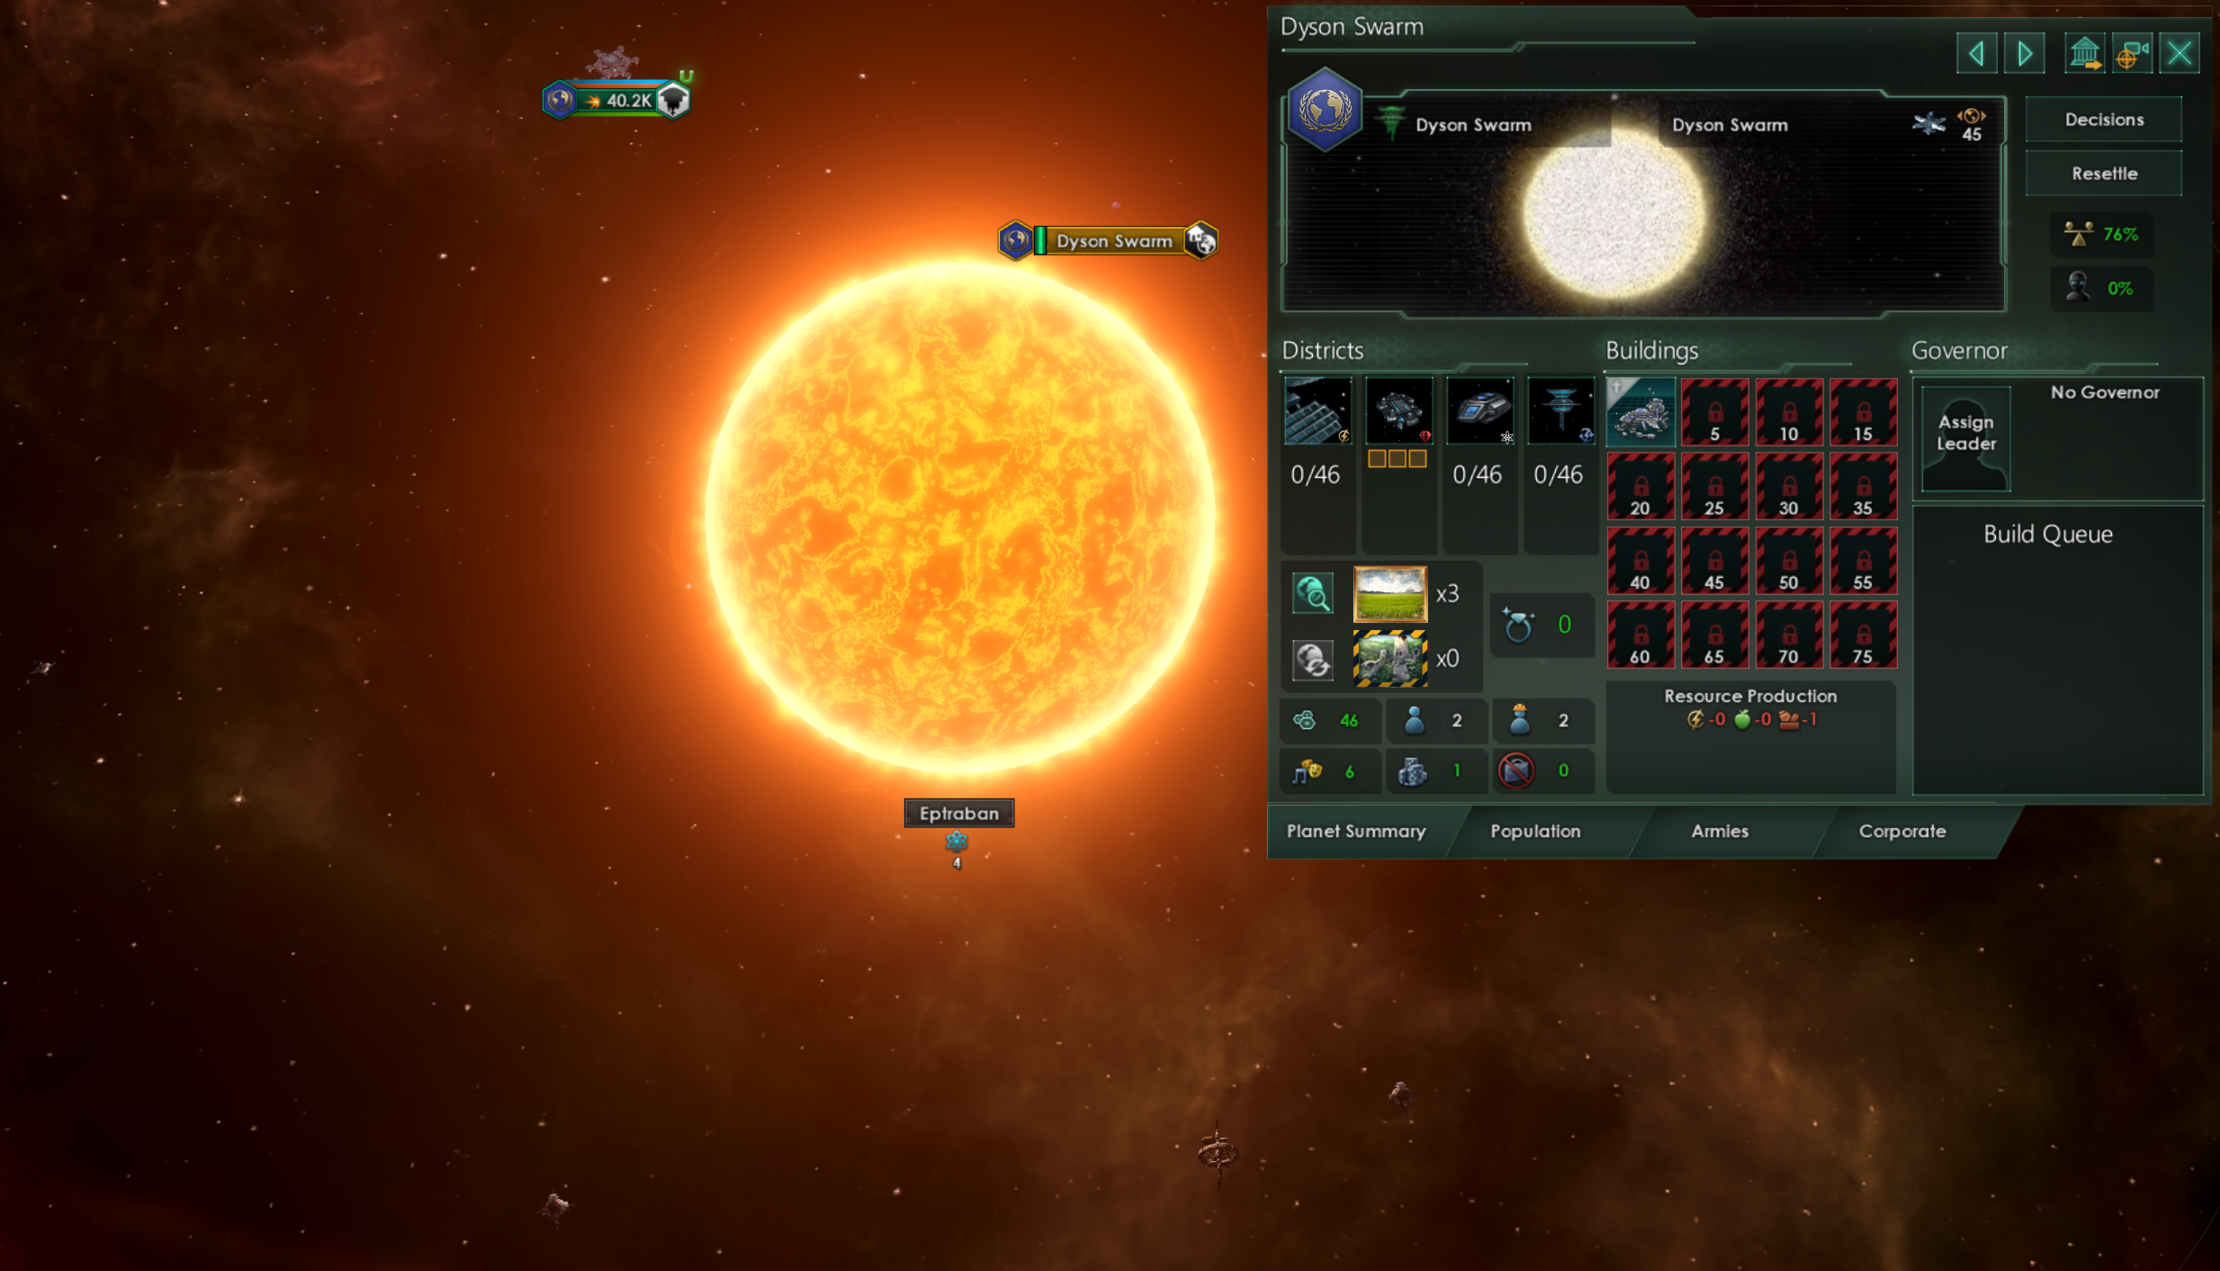 Dyson Swarm
40.2K
Dyson Swarm
Eptraban
4
Dyson Swarm
Dyson Swarm
45
Decisions
Resettle
76%
0%
Districts
Buildings
Governor
0/46
0/46
0/46
5
10
15
20
25
30
35
40
45
50
55
60
65
70
75
Assign
Leader
No Governor
Build Queue
x3
x0
0
46
2
2
6
1
0
Resource Production
-0 -0 -1
Planet Summary
Population
Armies
Corporate